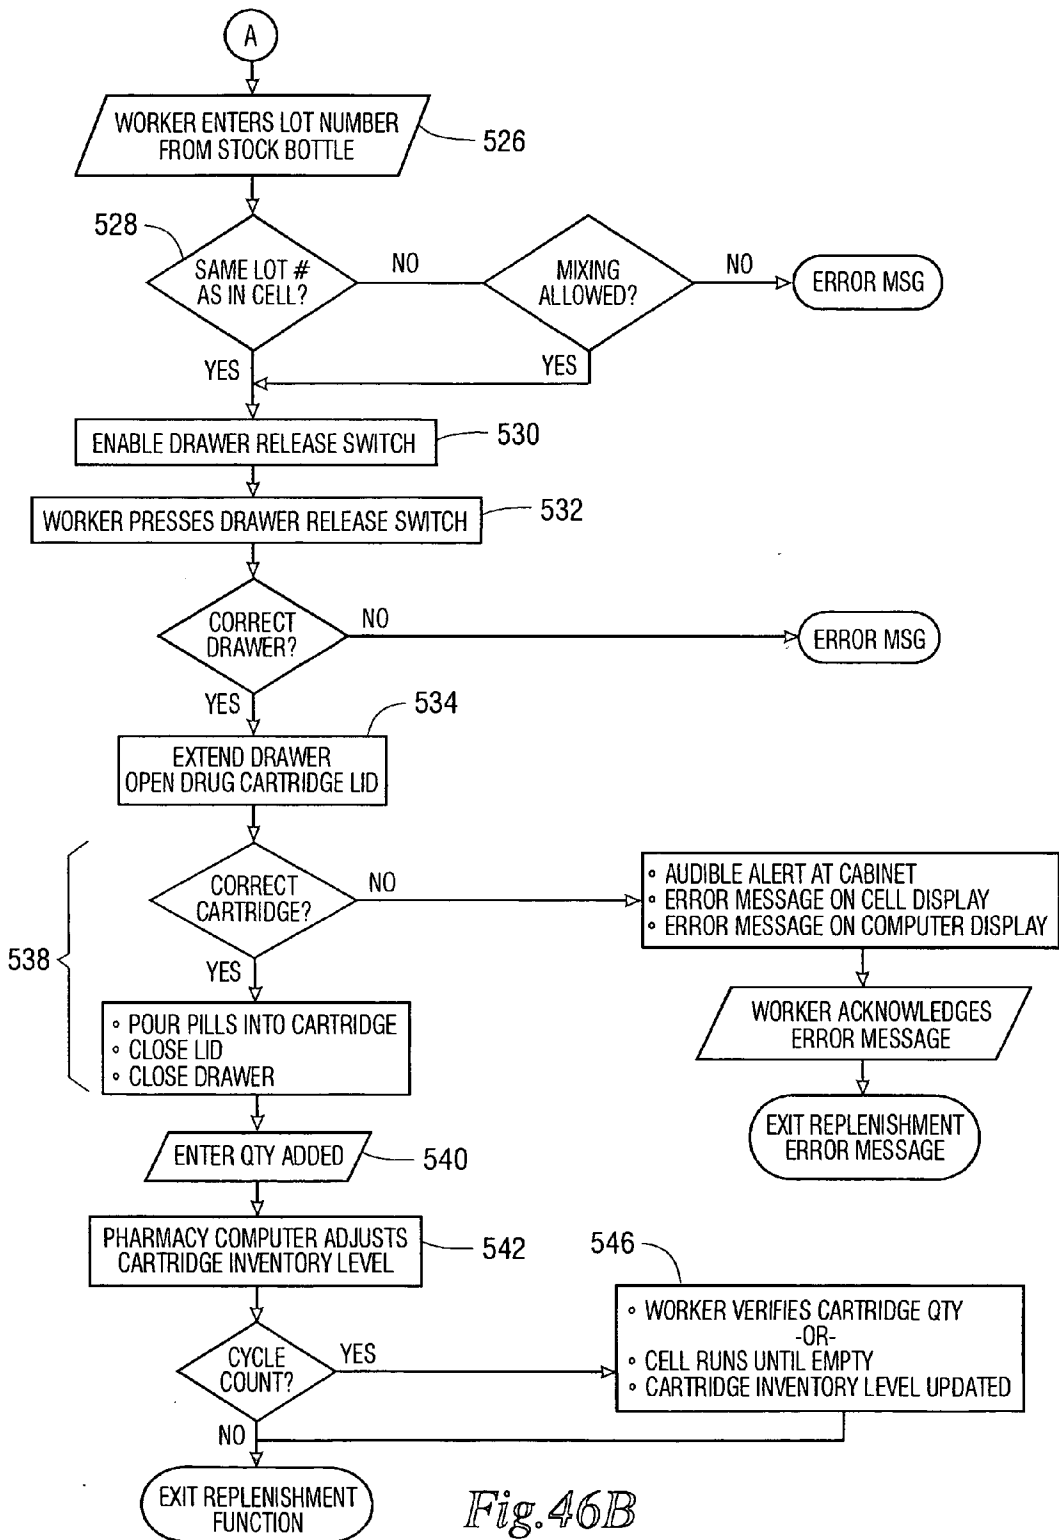 A
WORKER ENTERS LOT NUMBER
FROM STOCK BOTTLE
526
528
SAME LOT #
AS IN CELL?
NO
MIXING
ALLOWED?
NO
ERROR MSG
YES
YES
ENABLE DRAWER RELEASE SWITCH
530
WORKER PRESSES DRAWER RELEASE SWITCH
532
CORRECT
DRAWER?
NO
ERROR MSG
YES
534
EXTEND DRAWER
OPEN DRUG CARTRIDGE LID
538
CORRECT
CARTRIDGE?
NO
◦ AUDIBLE ALERT AT CABINET
◦ ERROR MESSAGE ON CELL DISPLAY
◦ ERROR MESSAGE ON COMPUTER DISPLAY
YES
WORKER ACKNOWLEDGES
ERROR MESSAGE
◦ POUR PILLS INTO CARTRIDGE
◦ CLOSE LID
◦ CLOSE DRAWER
EXIT REPLENISHMENT
ERROR MESSAGE
ENTER QTY ADDED
540
PHARMACY COMPUTER ADJUSTS
CARTRIDGE INVENTORY LEVEL
542
546
◦ WORKER VERIFIES CARTRIDGE QTY
-OR-
◦ CELL RUNS UNTIL EMPTY
◦ CARTRIDGE INVENTORY LEVEL UPDATED
CYCLE
COUNT?
YES
NO
EXIT REPLENISHMENT
FUNCTION
Fig.46B